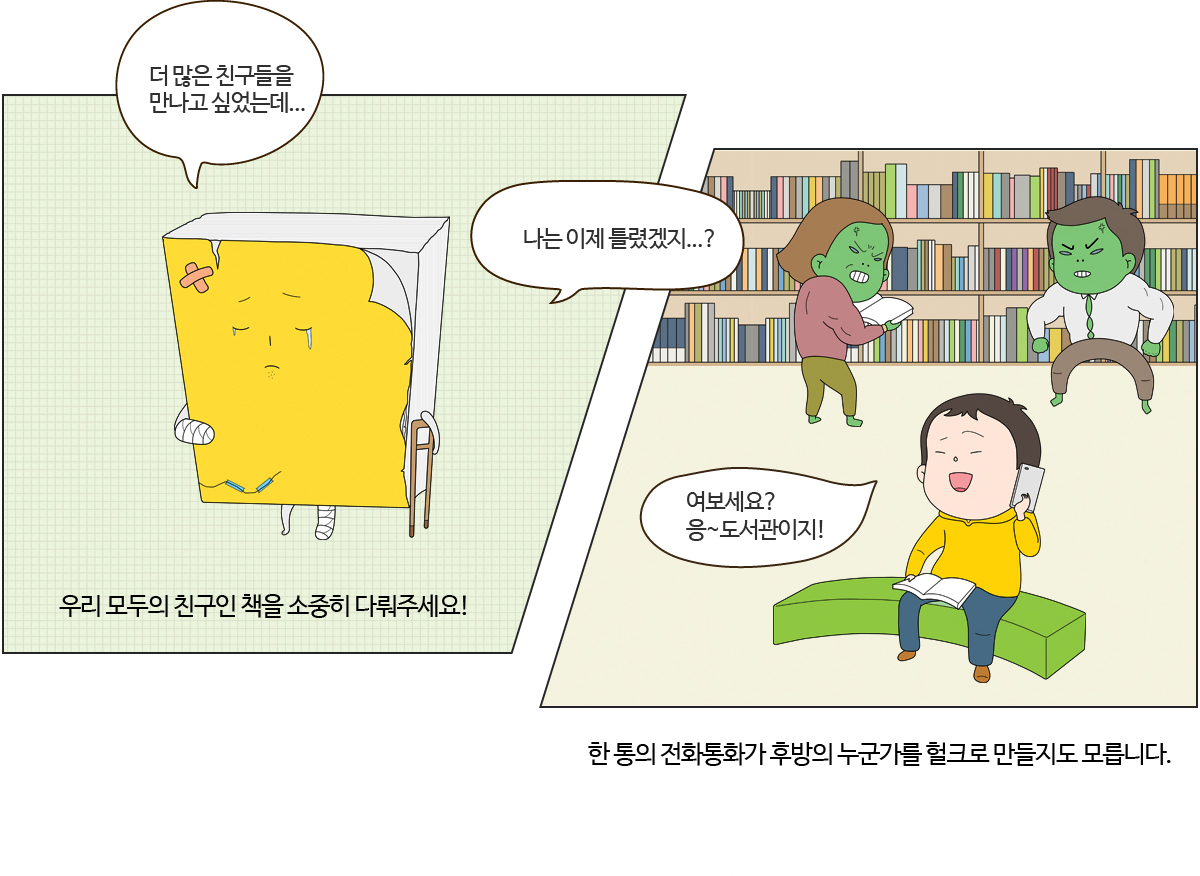 더 많은 친구들을
만나고 싶었는데...
나는 이제 틀렸겠지...?
우리 모두의 친구인 책을 소중히 다뤄주세요!
여보세요?
응~도서관이지!
한 통의 전화통화가 후방의 누군가를 헐크로 만들지도 모릅니다.